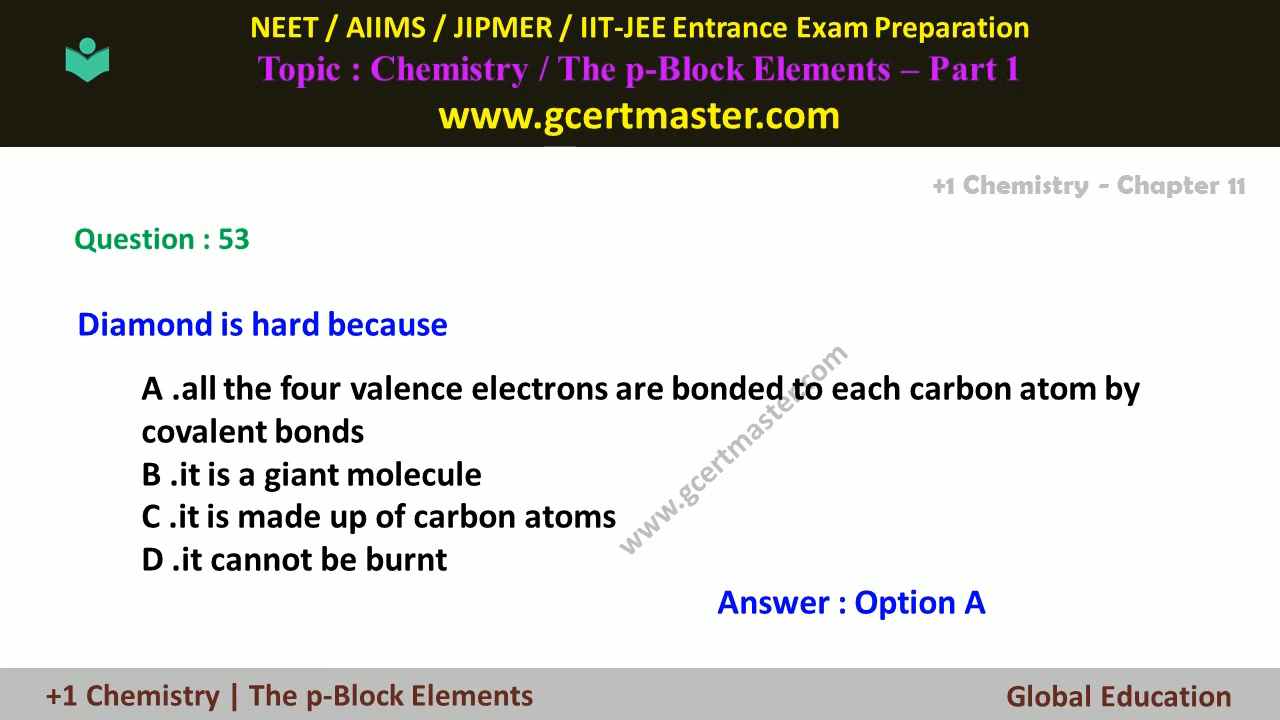 NEET / AIIMS / JIPMER / IIT-JEE Entrance Exam Preparation
Topic : Chemistry / The p-Block Elements – Part 1
www.gcertmaster.com
+1 Chemistry - Chapter 11
Question : 53
Diamond is hard because
A .all the four valence electrons are bonded to each carbon atom by
covalent bonds
B .it is a giant molecule
C .it is made up of carbon atoms
D .it cannot be burnt
www.gcertmaster.com
Answer : Option A
+1 Chemistry | The p-Block Elements
Global Education